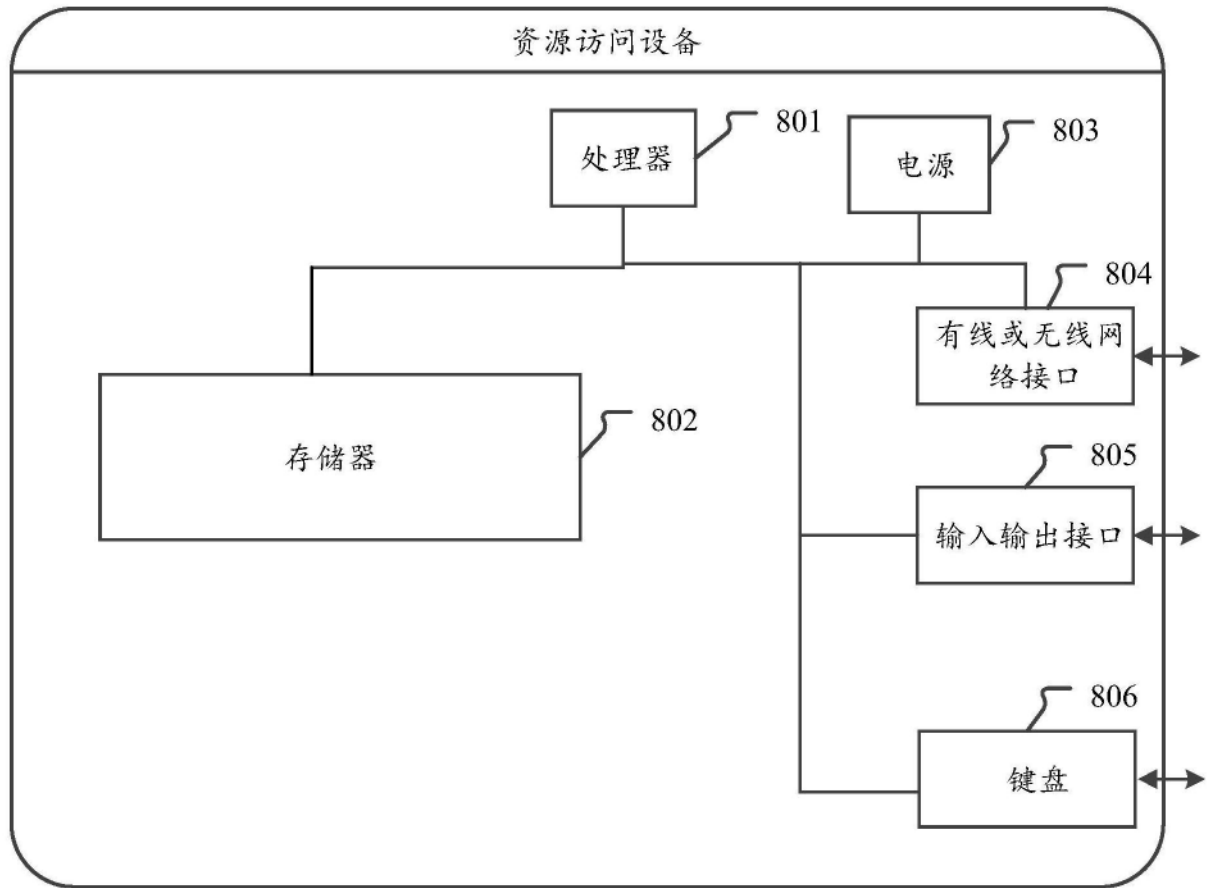 资源访问设备
801
处理器
803
电源
804
有线或无线网
络接口
802
存储器
805
输入输出接口
806
键盘